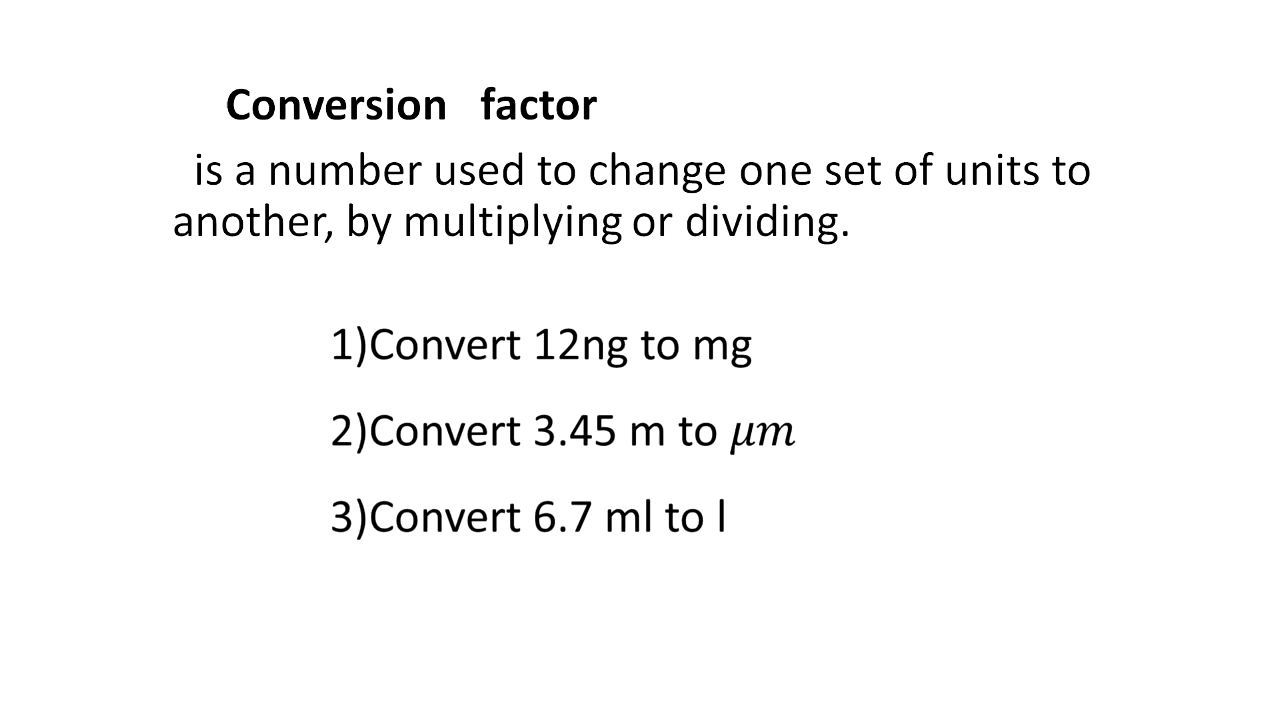 Conversion factor
is a number used to change one set of units to
another, by multiplying or dividing.
1)Convert 12ng to mg
2)Convert 3.45 m to μm
3)Convert 6.7 ml to l